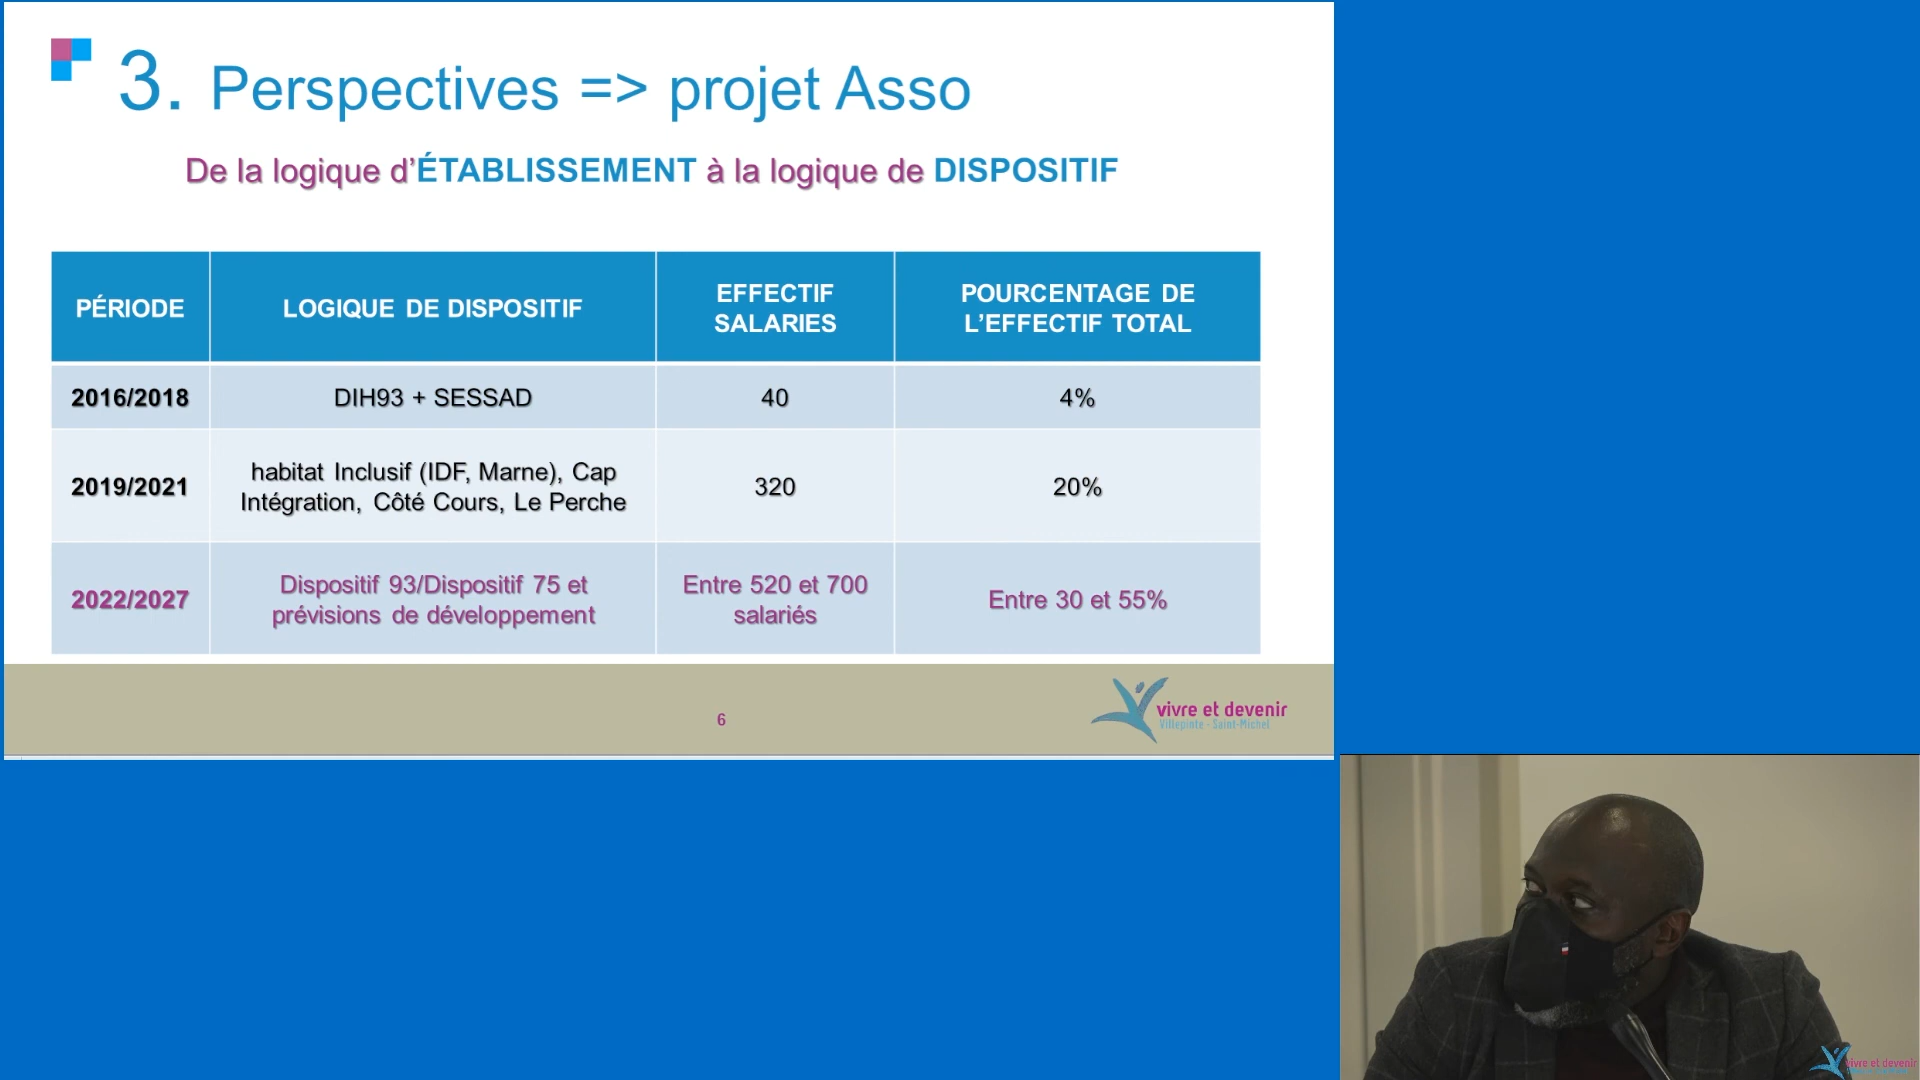 3. Perspectives => projet Asso
De la logique d’ÉTABLISSEMENT à la logique de DISPOSITIF
PÉRIODE
LOGIQUE DE DISPOSITIF
EFFECTIF
SALARIES
POURCENTAGE DE
L’EFFECTIF TOTAL
2016/2018
DIH93 + SESSAD
40
4%
2019/2021
habitat Inclusif (IDF, Marne), Cap
Intégration, Côté Cours, Le Perche
320
20%
2022/2027
Dispositif 93/Dispositif 75 et
prévisions de développement
Entre 520 et 700
salariés
Entre 30 et 55%
6
vivre et devenir
Villepinte - Saint-Michel
vivre et devenir